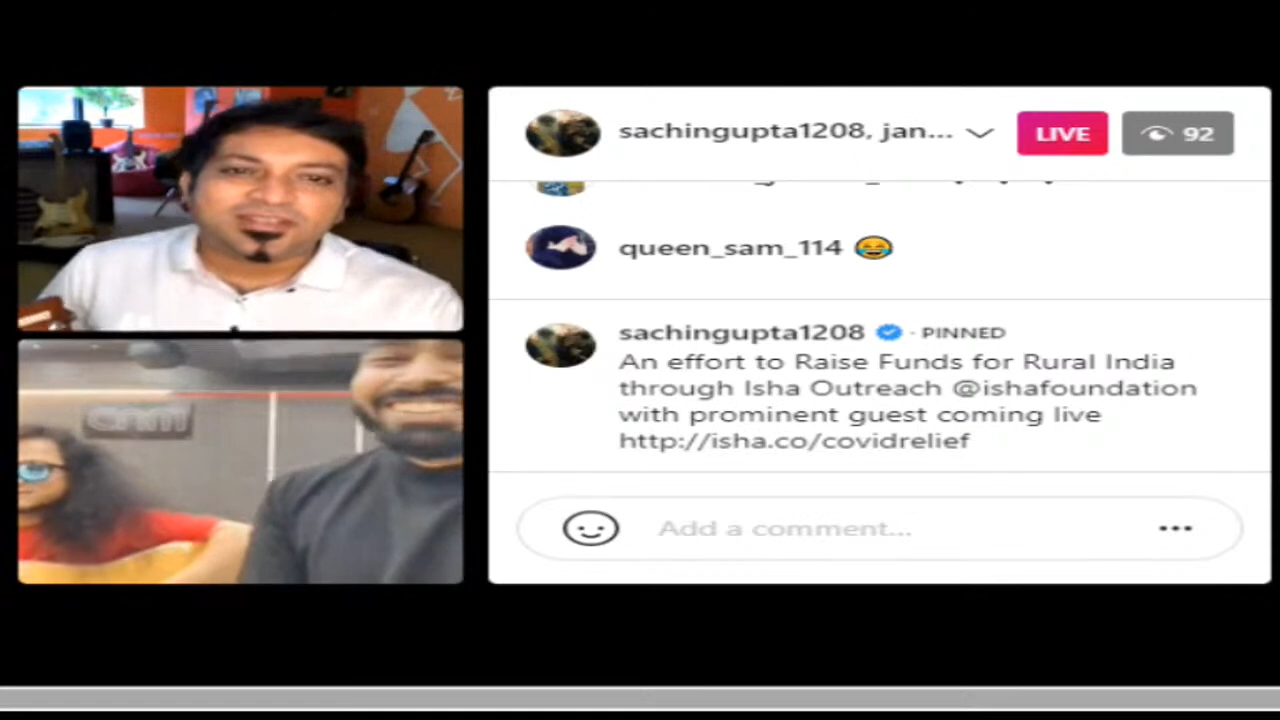 sachingupta1208, jan...
LIVE
92
queen_sam_114 😂
sachingupta1208 · PINNED
An effort to Raise Funds for Rural India
through Isha Outreach @ishafoundation
with prominent guest coming live
http://isha.co/covidrelief
Add a comment...